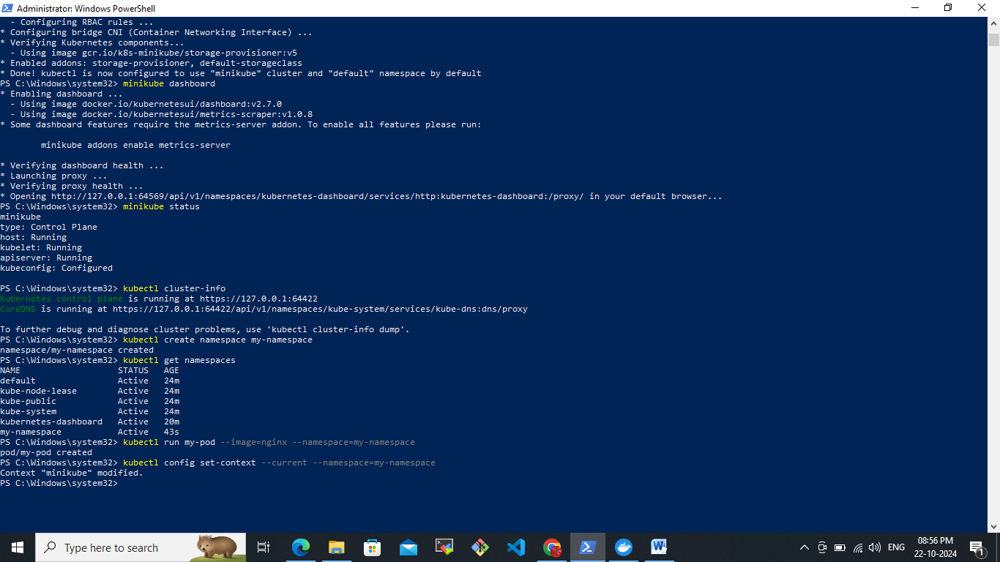 Administrator: Windows PowerShell
  - Configuring RBAC rules ...
* Configuring bridge CNI (Container Networking Interface) ...
* Verifying Kubernetes components...
  - Using image gcr.io/k8s-minikube/storage-provisioner:v5
* Enabled addons: storage-provisioner, default-storageclass
* Done! kubectl is now configured to use "minikube" cluster and "default" namespace by default
PS C:\Windows\system32> minikube dashboard
* Enabling dashboard ...
  - Using image docker.io/kubernetesui/dashboard:v2.7.0
  - Using image docker.io/kubernetesui/metrics-scraper:v1.0.8
* Some dashboard features require the metrics-server addon. To enable all features please run:
        minikube addons enable metrics-server
* Verifying dashboard health ...
* Launching proxy ...
* Verifying proxy health ...
* Opening http://127.0.0.1:64569/api/v1/namespaces/kubernetes-dashboard/services/http:kubernetes-dashboard:/proxy/ in your default browser...
PS C:\Windows\system32> minikube status
minikube
type: Control Plane
host: Running
kubelet: Running
apiserver: Running
kubeconfig: Configured
PS C:\Windows\system32> kubectl cluster-info
Kubernetes control plane is running at https://127.0.0.1:64422
CoreDNS is running at https://127.0.0.1:64422/api/v1/namespaces/kube-system/services/kube-dns:dns/proxy
To further debug and diagnose cluster problems, use 'kubectl cluster-info dump'.
PS C:\Windows\system32> kubectl create namespace my-namespace
namespace/my-namespace created
PS C:\Windows\system32> kubectl get namespaces
NAME                   STATUS   AGE
default                Active   24m
kube-node-lease        Active   24m
kube-public            Active   24m
kube-system            Active   24m
kubernetes-dashboard   Active   20m
my-namespace           Active   43s
PS C:\Windows\system32> kubectl run my-pod --image=nginx --namespace=my-namespace
pod/my-pod created
PS C:\Windows\system32> kubectl config set-context --current --namespace=my-namespace
Context "minikube" modified.
PS C:\Windows\system32>
Type here to search
ENG
08:56 PM
22-10-2024
1